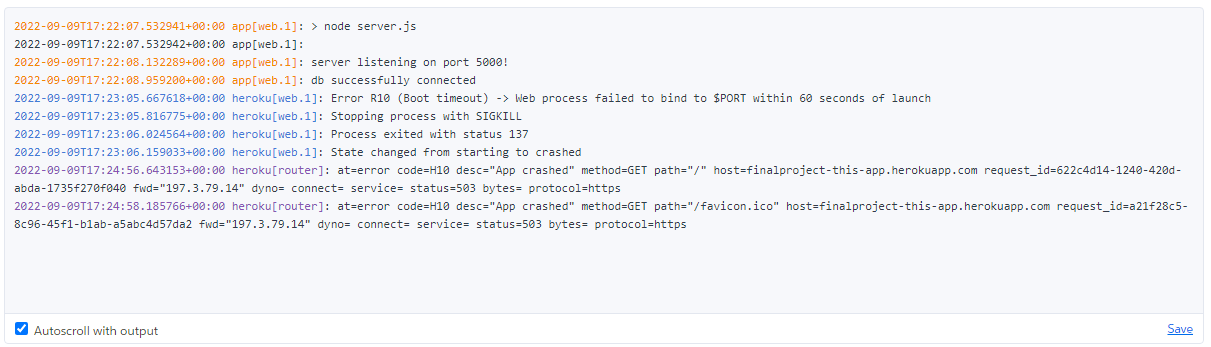 2022-09-09T17:22:07.532941+00:00 app[web.1]: > node server.js
2022-09-09T17:22:07.532942+00:00 app[web.1]:
2022-09-09T17:22:08.132289+00:00 app[web.1]: server listening on port 5000!
2022-09-09T17:22:08.959200+00:00 app[web.1]: db successfully connected
2022-09-09T17:23:05.667618+00:00 heroku[web.1]: Error R10 (Boot timeout) -> Web process failed to bind to $PORT within 60 seconds of launch
2022-09-09T17:23:05.816775+00:00 heroku[web.1]: Stopping process with SIGKILL
2022-09-09T17:23:06.024564+00:00 heroku[web.1]: Process exited with status 137
2022-09-09T17:23:06.159033+00:00 heroku[web.1]: State changed from starting to crashed
2022-09-09T17:24:56.643153+00:00 heroku[router]: at=error code=H10 desc="App crashed" method=GET path="/" host=finalproject-this-app.herokuapp.com request_id=622c4d14-1240-420d-
abda-1735f270f040 fwd="197.3.79.14" dyno= connect= service= status=503 bytes= protocol=https
2022-09-09T17:24:58.185766+00:00 heroku[router]: at=error code=H10 desc="App crashed" method=GET path="/favicon.ico" host=finalproject-this-app.herokuapp.com request_id=a21f28c5-
8c96-45f1-b1ab-a5abc4d57da2 fwd="197.3.79.14" dyno= connect= service= status=503 bytes= protocol=https
Autoscroll with output
Save